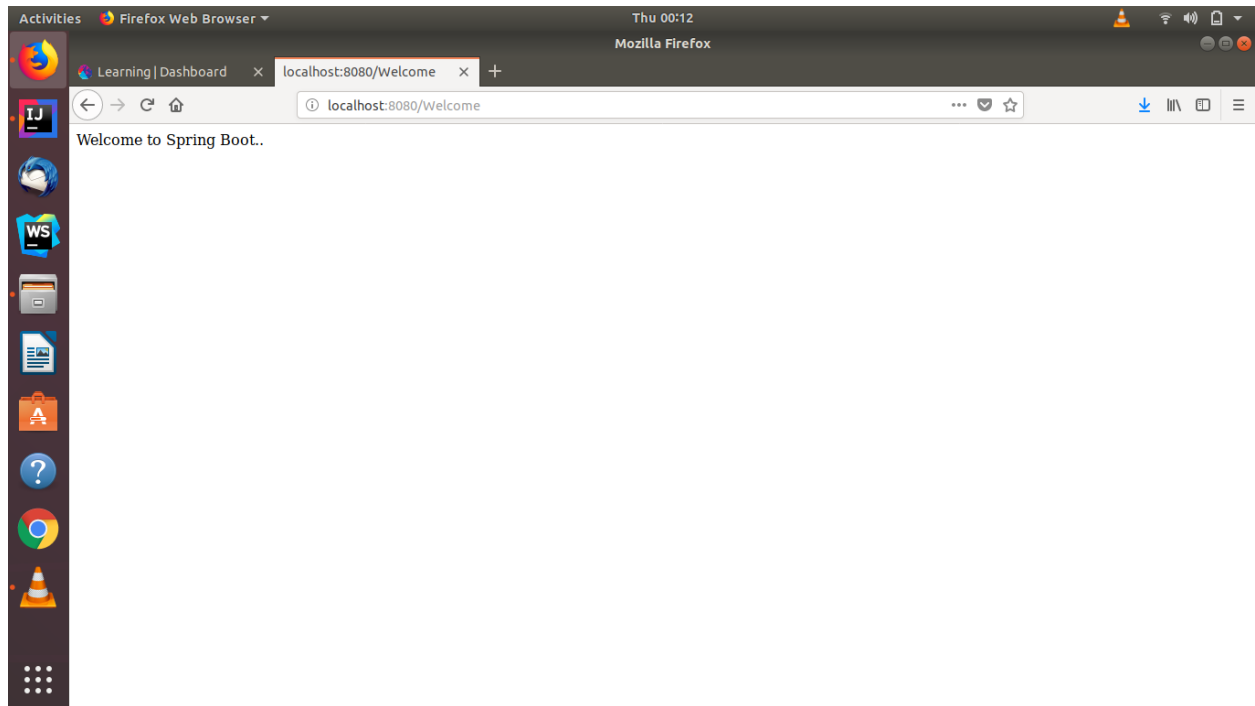 Activities Firefox Web Browser Thu 00:12
Mozilla Firefox
Learning | Dashboard localhost:8080/Welcome
localhost:8080/Welcome
Welcome to Spring Boot..
IJ
WS
A
?